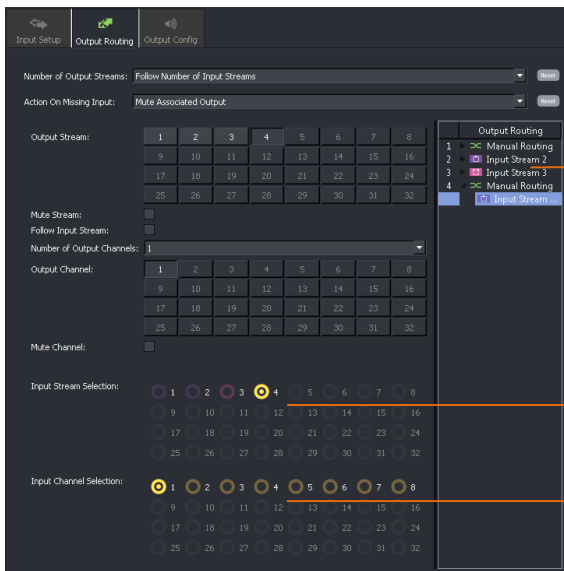 Input Setup Output Routing Output Config
Number of Output Streams: Follow Number of Input Streams Reset
Action On Missing Input: Mute Associated Output Reset
Output Routing
1 Manual Routing
2 Input Stream 2
3 Input Stream 3
4 Manual Routing
Input Stream ...
Output Stream: 1 2 3 4 5 6 7 8
9 10 11 12 13 14 15 16
17 18 19 20 21 22 23 24
25 26 27 28 29 30 31 32
Mute Stream:
Follow Input Stream:
Number of Output Channels: 1
Output Channel: 1 2 3 4 5 6 7 8
9 10 11 12 13 14 15 16
17 18 19 20 21 22 23 24
25 26 27 28 29 30 31 32
Mute Channel:
Input Stream Selection: 1 2 3 4 5 6 7 8
9 10 11 12 13 14 15 16
17 18 19 20 21 22 23 24
25 26 27 28 29 30 31 32
Input Channel Selection: 1 2 3 4 5 6 7 8
9 10 11 12 13 14 15 16
17 18 19 20 21 22 23 24
25 26 27 28 29 30 31 32